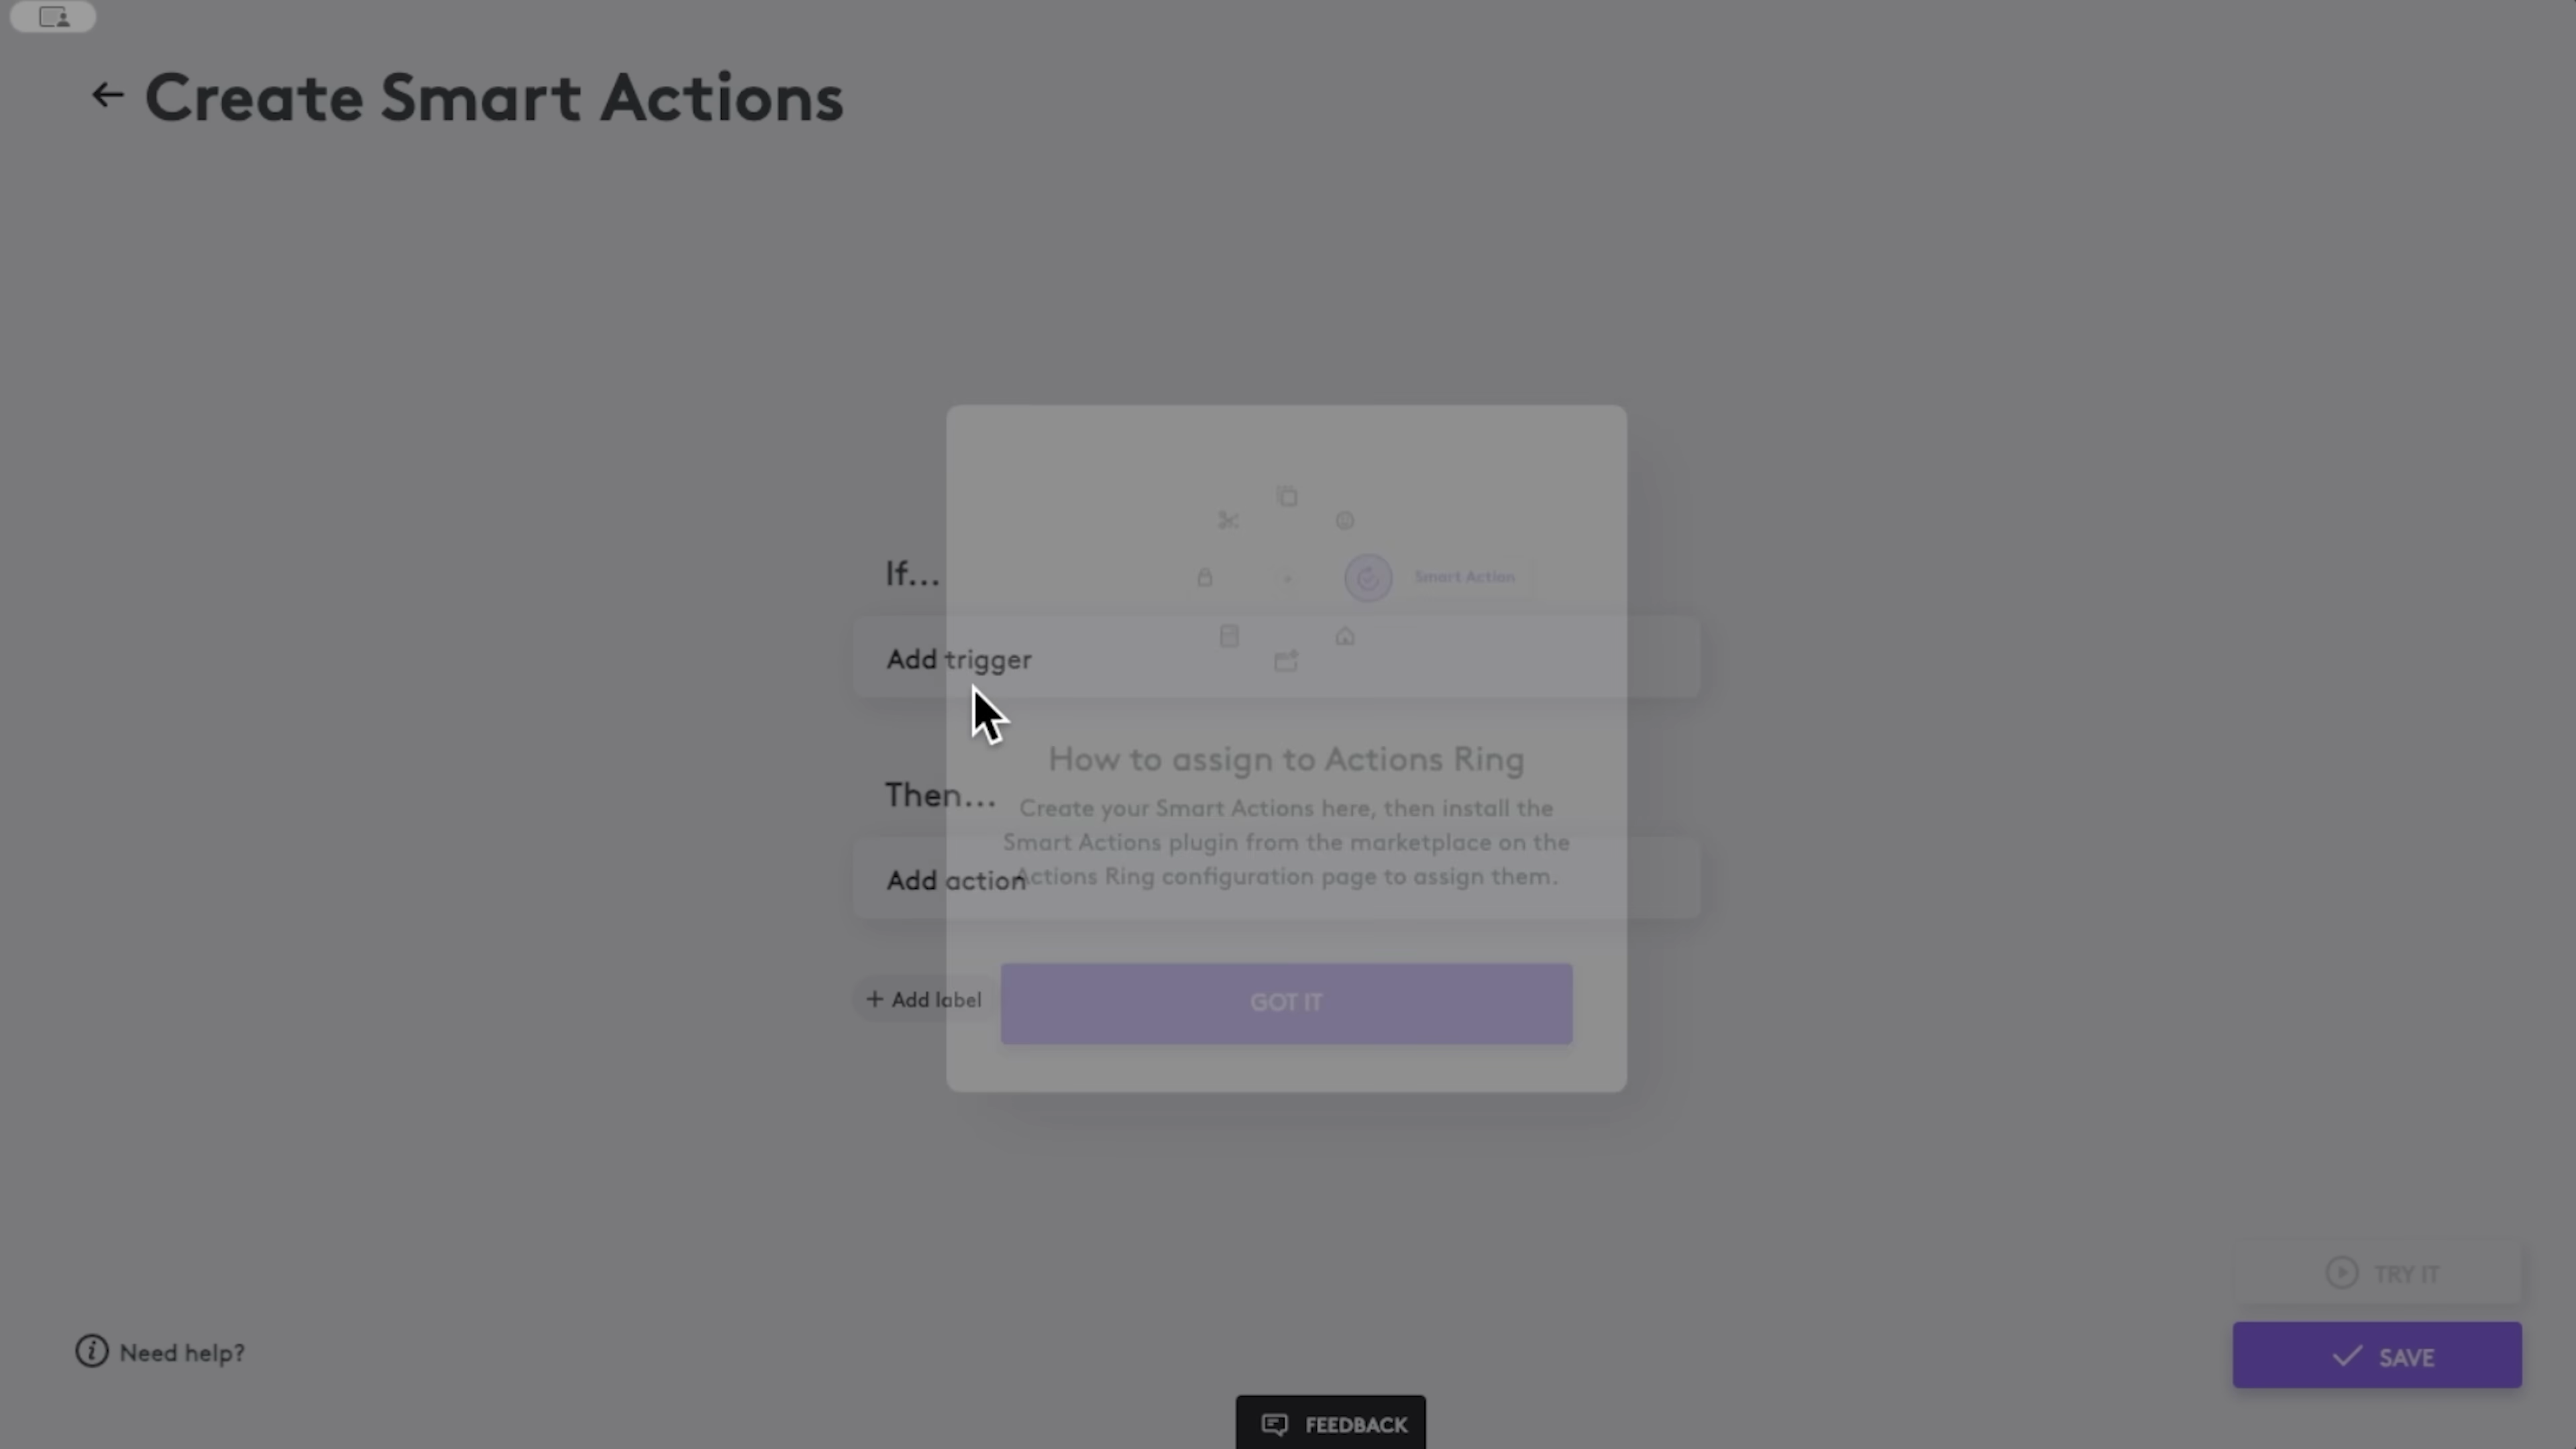 Create Smart Actions
If...
Smart Action
Add trigger
How to assign to Actions Ring
Then...
Create your Smart Actions here, then install the
Smart Actions plugin from the marketplace on the
Actions Ring configuration page to assign them.
Add action
+ Add label
GOT IT
TRY IT
Need help?
SAVE
FEEDBACK